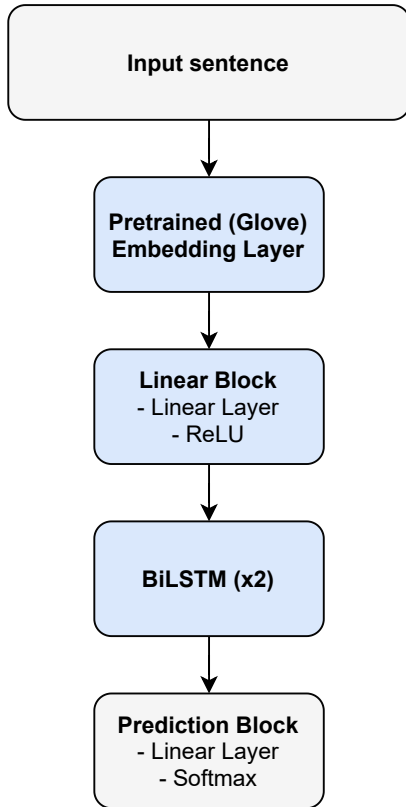 Input sentence
Pretrained (Glove)
Embedding Layer
Linear Block
- Linear Layer
- ReLU
BiLSTM (x2)
Prediction Block
- Linear Layer
- Softmax